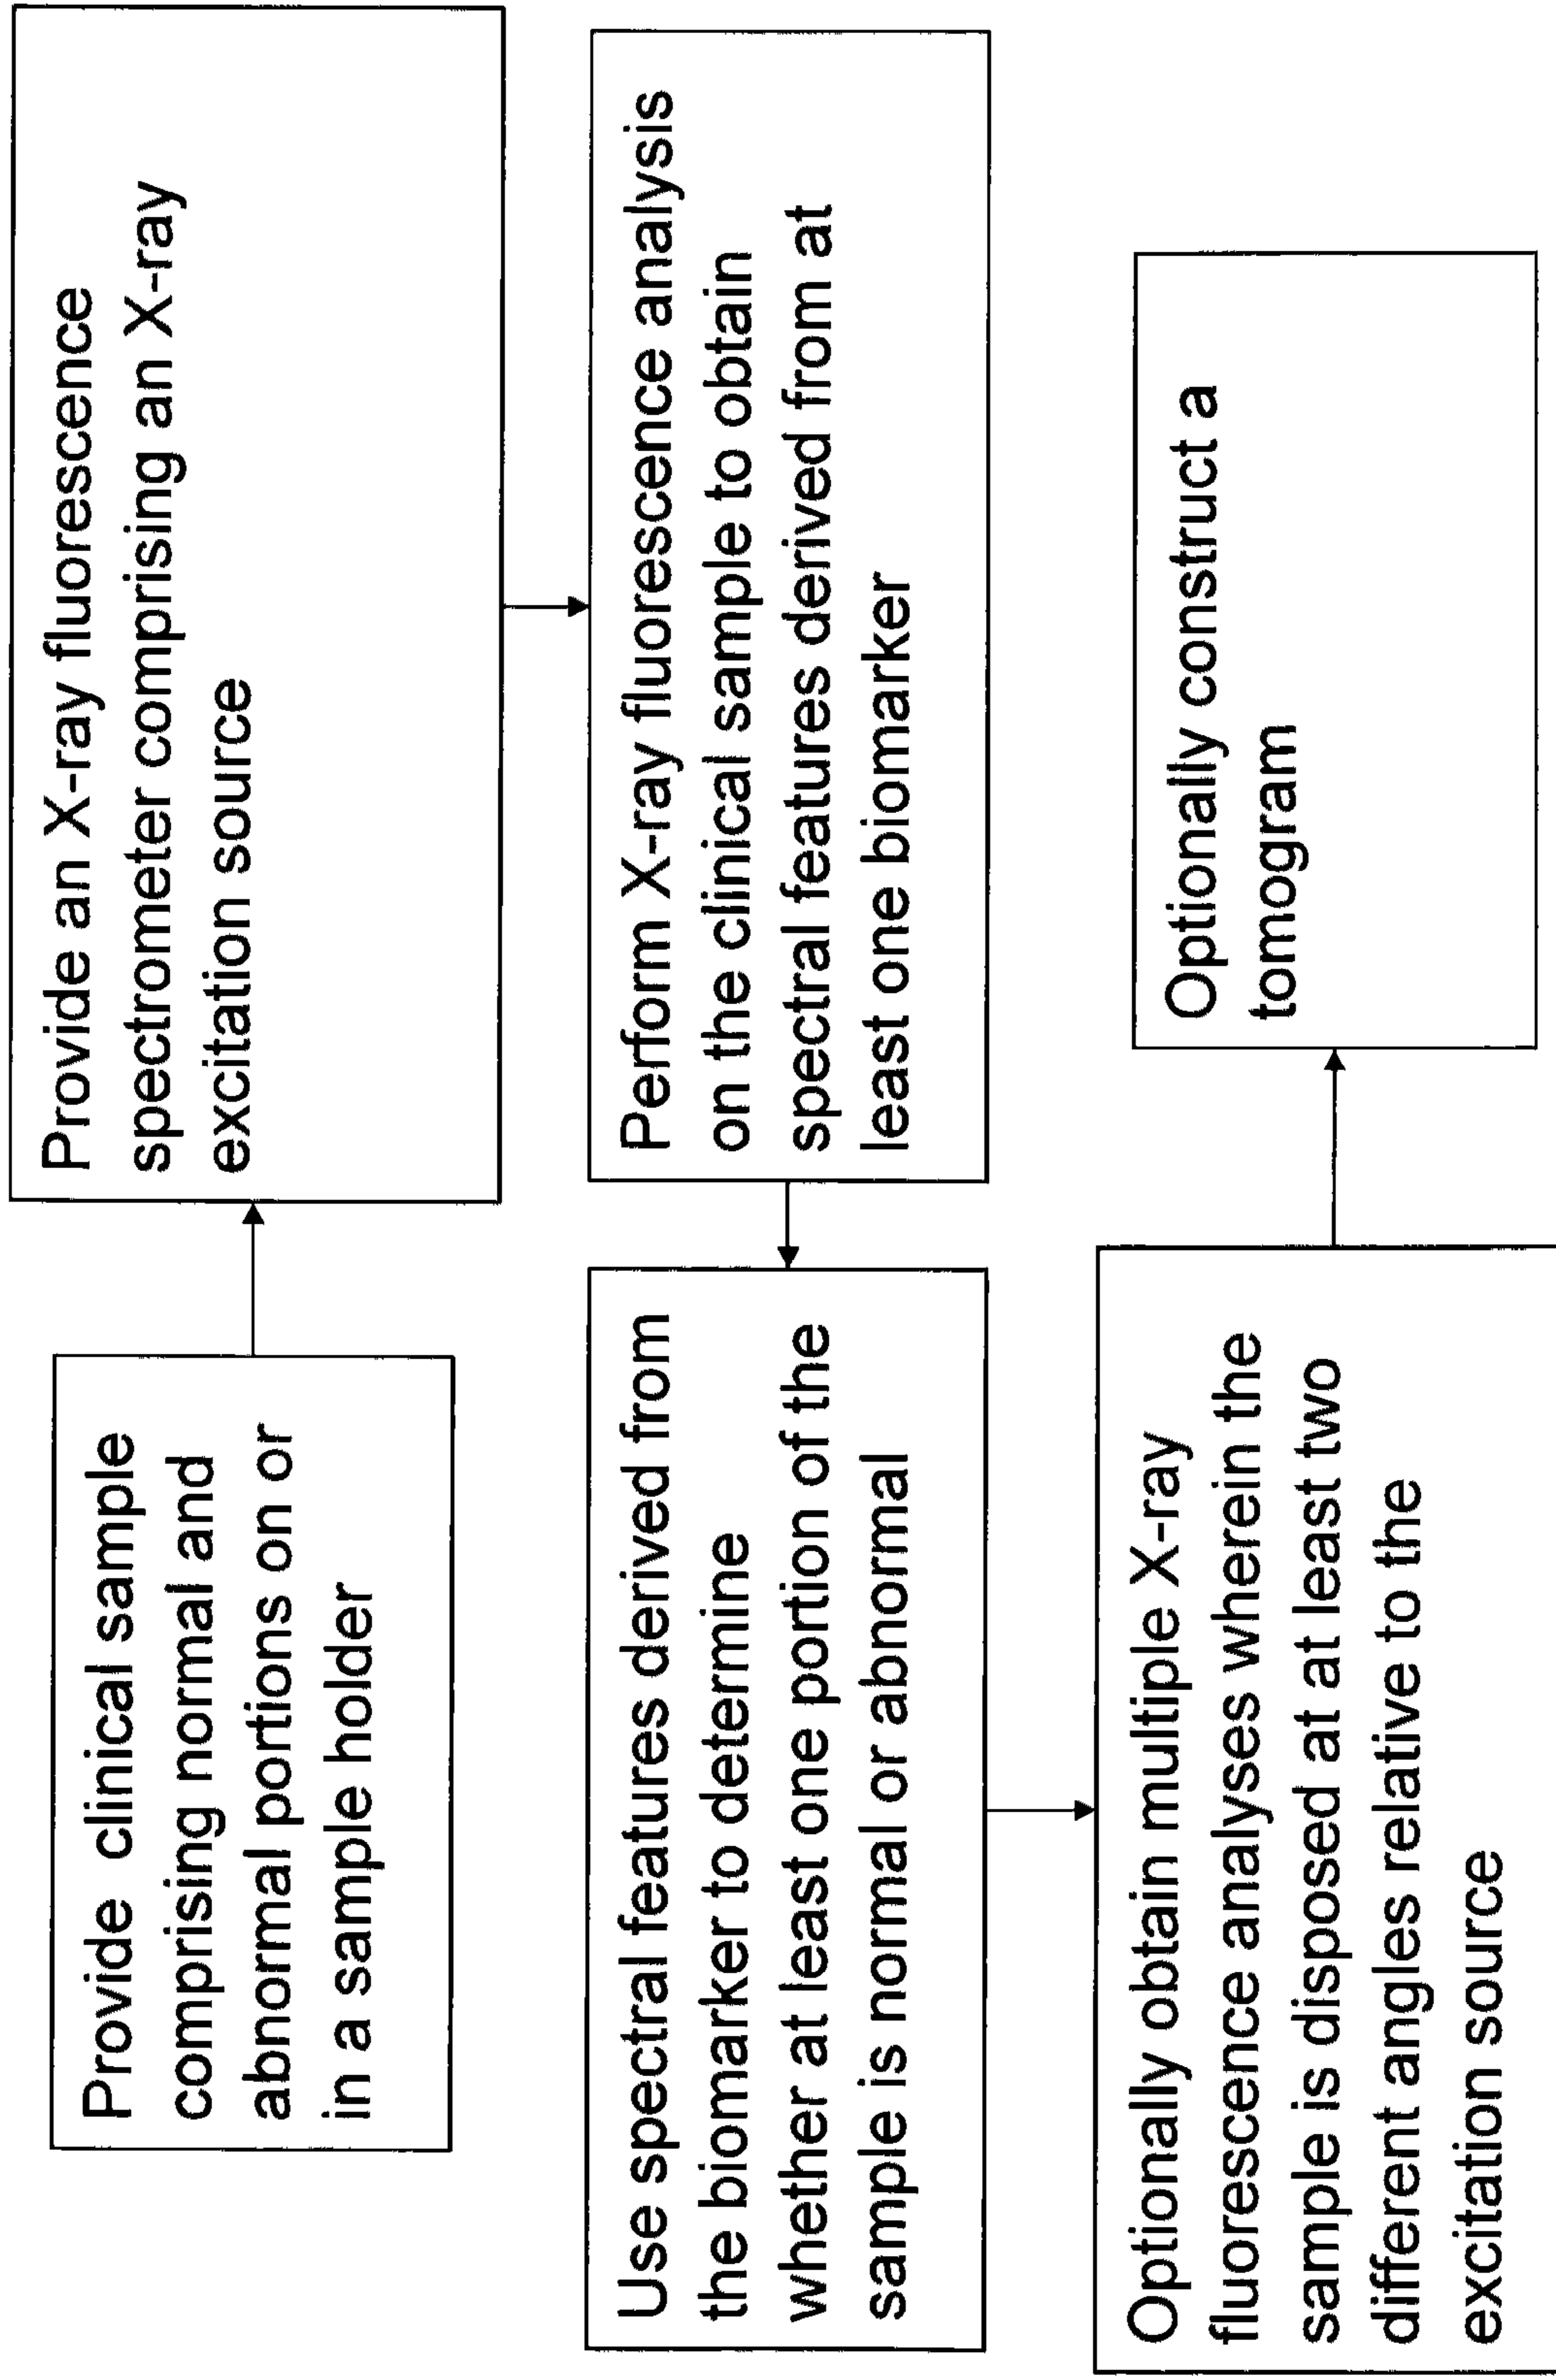 Provide  clinical sample
comprising normal and
abnormal portions on or
in a sample holder
Provide an X-ray fluorescence
spectrometer comprising an X-ray
excitation source
Perform X-ray fluorescence analysis
on the clinical sample to obtain
spectral features derived from at
least one biomarker
Use spectral features derived from
the biomarker to determine
whether at least one portion of the
sample is normal or abnormal
Optionally obtain multiple X-ray
fluorescence analyses wherein the
sample is disposed at at least two
different angles relative to the
excitation source
Optionally construct a
tomogram